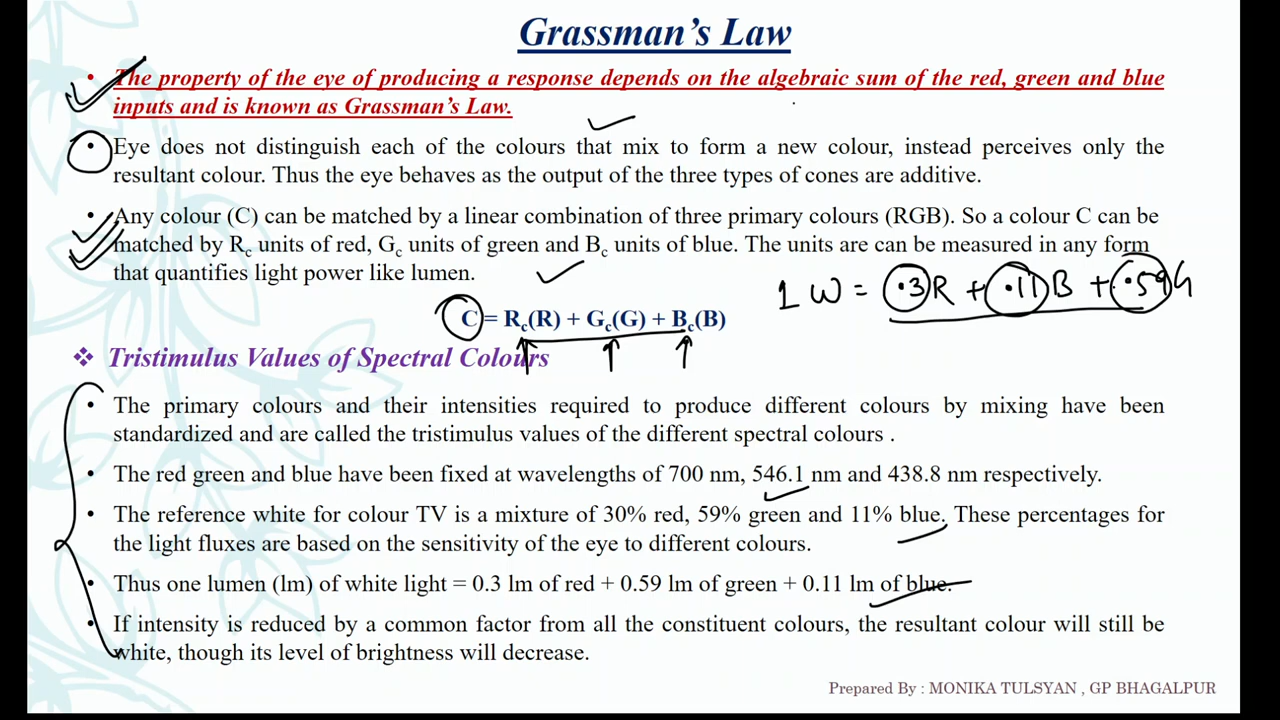 Grassman's Law
• The property of the eye of producing a response depends on the algebraic sum of the red, green and blue
inputs and is known as Grassman's Law.
• Eye does not distinguish each of the colours that mix to form a new colour, instead perceives only the
resultant colour. Thus the eye behaves as the output of the three types of cones are additive.
• Any colour (C) can be matched by a linear combination of three primary colours (RGB). So a colour C can be
matched by Rc units of red, Gc units of green and Bc units of blue. The units are can be measured in any form
that quantifies light power like lumen.
1 W = .3R + .11B + .59G
C = Rc(R) + Gc(G) + Bc(B)
❖ Tristimulus Values of Spectral Colours
• The primary colours and their intensities required to produce different colours by mixing have been
standardized and are called the tristimulus values of the different spectral colours .
• The red green and blue have been fixed at wavelengths of 700 nm, 546.1 nm and 438.8 nm respectively.
• The reference white for colour TV is a mixture of 30% red, 59% green and 11% blue. These percentages for
the light fluxes are based on the sensitivity of the eye to different colours.
• Thus one lumen (lm) of white light = 0.3 lm of red + 0.59 lm of green + 0.11 lm of blue.
• If intensity is reduced by a common factor from all the constituent colours, the resultant colour will still be
white, though its level of brightness will decrease.
Prepared By : MONIKA TULSYAN , GP BHAGALPUR